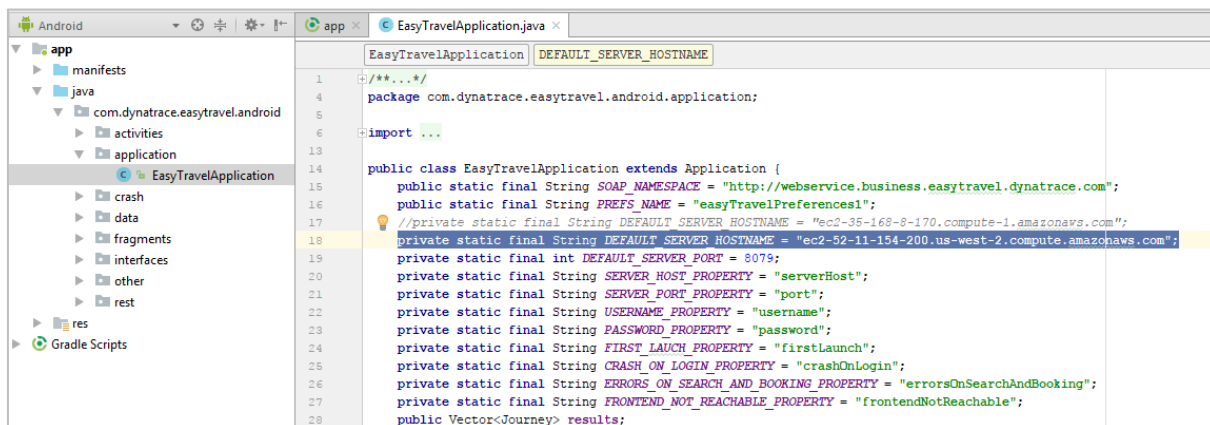 Android
app
EasyTravelApplication.java
app
manifests
java
com.dynatrace.easytravel.android
activities
application
EasyTravelApplication
crash
data
fragments
interfaces
other
rest
res
Gradle Scripts
EasyTravelApplication DEFAULT_SERVER_HOSTNAME
1 /**...*/
4 package com.dynatrace.easytravel.android.application;
5
6 import ...
13
14 public class EasyTravelApplication extends Application {
15 public static final String SOAP_NAMESPACE = "http://webservice.business.easytravel.dynatrace.com";
16 public static final String PREFS_NAME = "easyTravelPreferences1";
17 //private static final String DEFAULT_SERVER_HOSTNAME = "ec2-35-168-8-170.compute-1.amazonaws.com";
18 private static final String DEFAULT_SERVER_HOSTNAME = "ec2-52-11-154-200.us-west-2.compute.amazonaws.com";
19 private static final int DEFAULT_SERVER_PORT = 8079;
20 private static final String SERVER_HOST_PROPERTY = "serverHost";
21 private static final String SERVER_PORT_PROPERTY = "port";
22 private static final String USERNAME_PROPERTY = "username";
23 private static final String PASSWORD_PROPERTY = "password";
24 private static final String FIRST_LAUCH_PROPERTY = "firstLaunch";
25 private static final String CRASH_ON_LOGIN_PROPERTY = "crashOnLogin";
26 private static final String ERRORS_ON_SEARCH_AND_BOOKING_PROPERTY = "errorsOnSearchAndBooking";
27 private static final String FRONTEND_NOT_REACHABLE_PROPERTY = "frontendNotReachable";
28 public Vector<Journey> results;